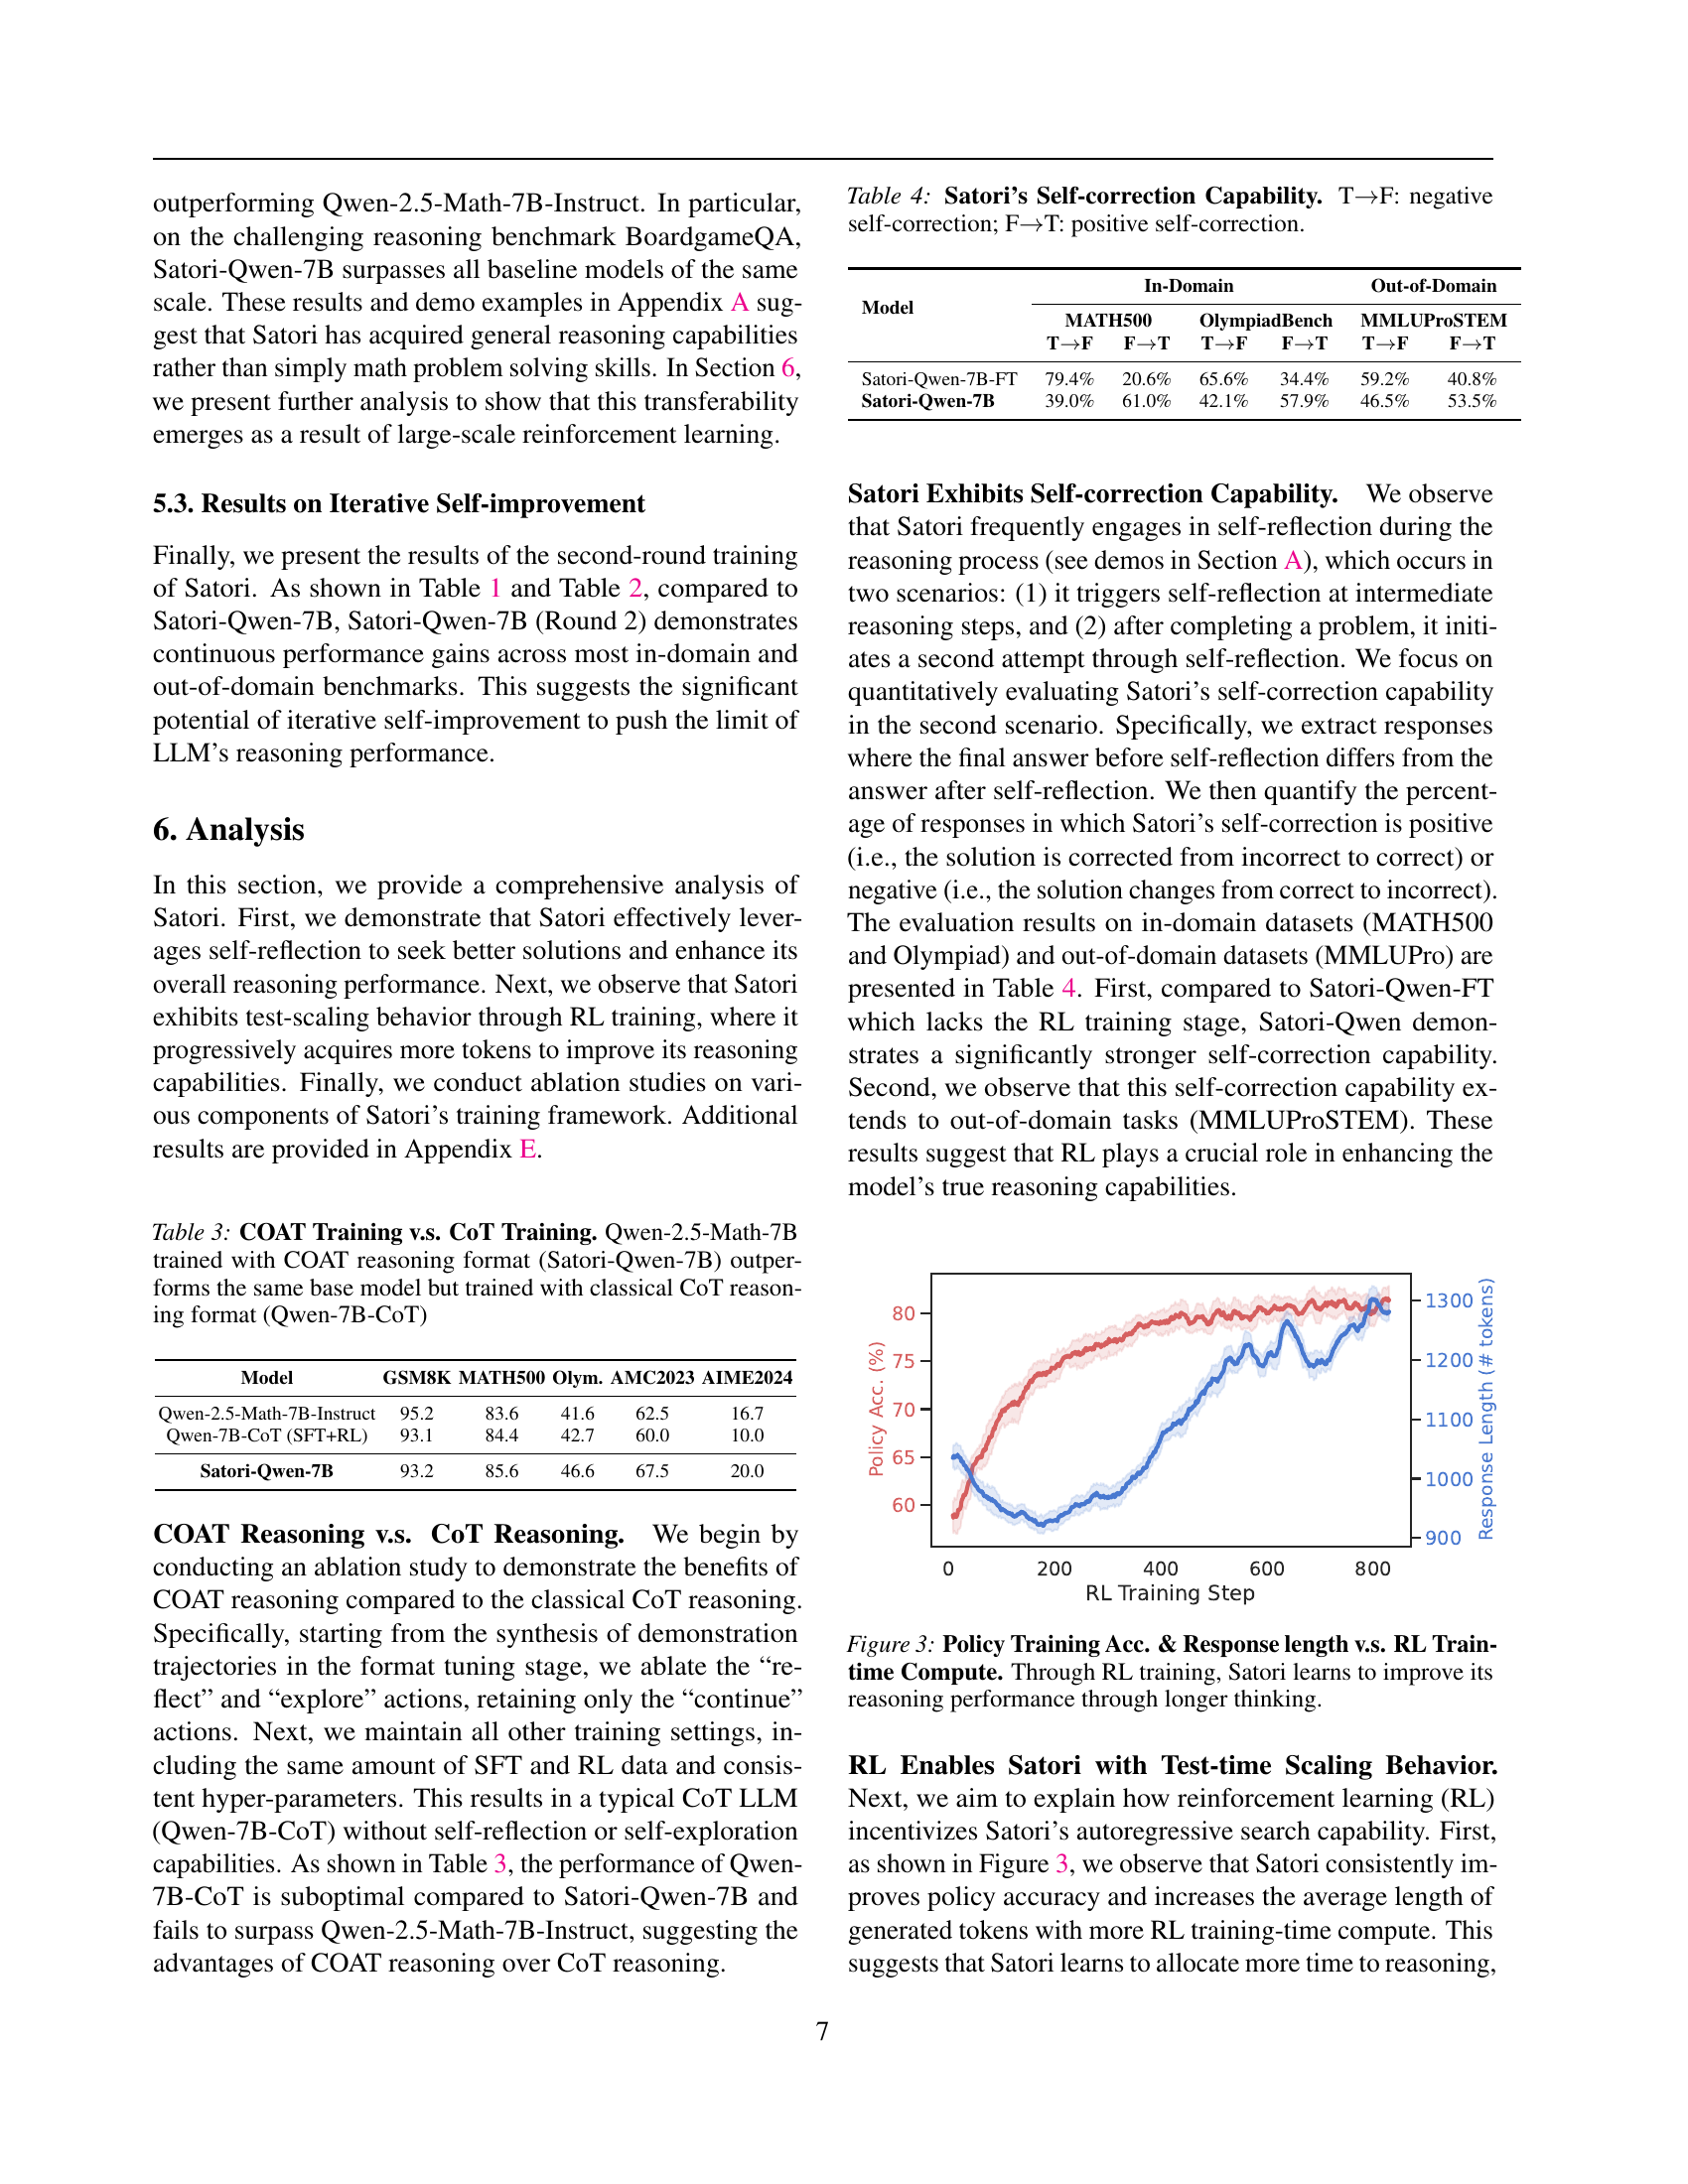 outperforming Qwen-2.5-Math-7B-Instruct. In particular,
on the challenging reasoning benchmark BoardgameQA,
Satori-Qwen-7B surpasses all baseline models of the same
scale. These results and demo examples in Appendix A sug-
gest that Satori has acquired general reasoning capabilities
rather than simply math problem solving skills. In Section 6,
we present further analysis to show that this transferability
emerges as a result of large-scale reinforcement learning.
5.3. Results on Iterative Self-improvement
Finally, we present the results of the second-round training
of Satori. As shown in Table 1 and Table 2, compared to
Satori-Qwen-7B, Satori-Qwen-7B (Round 2) demonstrates
continuous performance gains across most in-domain and
out-of-domain benchmarks. This suggests the significant
potential of iterative self-improvement to push the limit of
LLM's reasoning performance.
6. Analysis
In this section, we provide a comprehensive analysis of
Satori. First, we demonstrate that Satori effectively lever-
ages self-reflection to seek better solutions and enhance its
overall reasoning performance. Next, we observe that Satori
exhibits test-scaling behavior through RL training, where it
progressively acquires more tokens to improve its reasoning
capabilities. Finally, we conduct ablation studies on vari-
ous components of Satori's training framework. Additional
results are provided in Appendix E.
Table 3: COAT Training v.s. CoT Training. Qwen-2.5-Math-7B
trained with COAT reasoning format (Satori-Qwen-7B) outper-
forms the same base model but trained with classical CoT reason-
ing format (Qwen-7B-CoT)
Model GSM8K MATH500 Olym. AMC2023 AIME2024
Qwen-2.5-Math-7B-Instruct 95.2 83.6 41.6 62.5 16.7
Qwen-7B-CoT (SFT+RL) 93.1 84.4 42.7 60.0 10.0
Satori-Qwen-7B 93.2 85.6 46.6 67.5 20.0
COAT Reasoning v.s. CoT Reasoning. We begin by
conducting an ablation study to demonstrate the benefits of
COAT reasoning compared to the classical CoT reasoning.
Specifically, starting from the synthesis of demonstration
trajectories in the format tuning stage, we ablate the “re-
flect” and “explore” actions, retaining only the “continue”
actions. Next, we maintain all other training settings, in-
cluding the same amount of SFT and RL data and consis-
tent hyper-parameters. This results in a typical CoT LLM
(Qwen-7B-CoT) without self-reflection or self-exploration
capabilities. As shown in Table 3, the performance of Qwen-
7B-CoT is suboptimal compared to Satori-Qwen-7B and
fails to surpass Qwen-2.5-Math-7B-Instruct, suggesting the
advantages of COAT reasoning over CoT reasoning.
Table 4: Satori's Self-correction Capability. T→F: negative
self-correction; F→T: positive self-correction.
Model In-Domain Out-of-Domain
MATH500 OlympiadBench MMLUProSTEM
T→F F→T T→F F→T T→F F→T
Satori-Qwen-7B-FT 79.4% 20.6% 65.6% 34.4% 59.2% 40.8%
Satori-Qwen-7B 39.0% 61.0% 42.1% 57.9% 46.5% 53.5%
Satori Exhibits Self-correction Capability. We observe
that Satori frequently engages in self-reflection during the
reasoning process (see demos in Section A), which occurs in
two scenarios: (1) it triggers self-reflection at intermediate
reasoning steps, and (2) after completing a problem, it initi-
ates a second attempt through self-reflection. We focus on
quantitatively evaluating Satori's self-correction capability
in the second scenario. Specifically, we extract responses
where the final answer before self-reflection differs from the
answer after self-reflection. We then quantify the percent-
age of responses in which Satori's self-correction is positive
(i.e., the solution is corrected from incorrect to correct) or
negative (i.e., the solution changes from correct to incorrect).
The evaluation results on in-domain datasets (MATH500
and Olympiad) and out-of-domain datasets (MMLUPro) are
presented in Table 4. First, compared to Satori-Qwen-FT
which lacks the RL training stage, Satori-Qwen demon-
strates a significantly stronger self-correction capability.
Second, we observe that this self-correction capability ex-
tends to out-of-domain tasks (MMLUProSTEM). These
results suggest that RL plays a crucial role in enhancing the
model's true reasoning capabilities.
Policy Acc. (%)
80
75
70
65
60
1300
1200
1100
1000
900
Response Length (# tokens)
0 200 400 600 800
RL Training Step
Figure 3: Policy Training Acc. & Response length v.s. RL Train-
time Compute. Through RL training, Satori learns to improve its
reasoning performance through longer thinking.
RL Enables Satori with Test-time Scaling Behavior.
Next, we aim to explain how reinforcement learning (RL)
incentivizes Satori's autoregressive search capability. First,
as shown in Figure 3, we observe that Satori consistently im-
proves policy accuracy and increases the average length of
generated tokens with more RL training-time compute. This
suggests that Satori learns to allocate more time to reasoning,
7